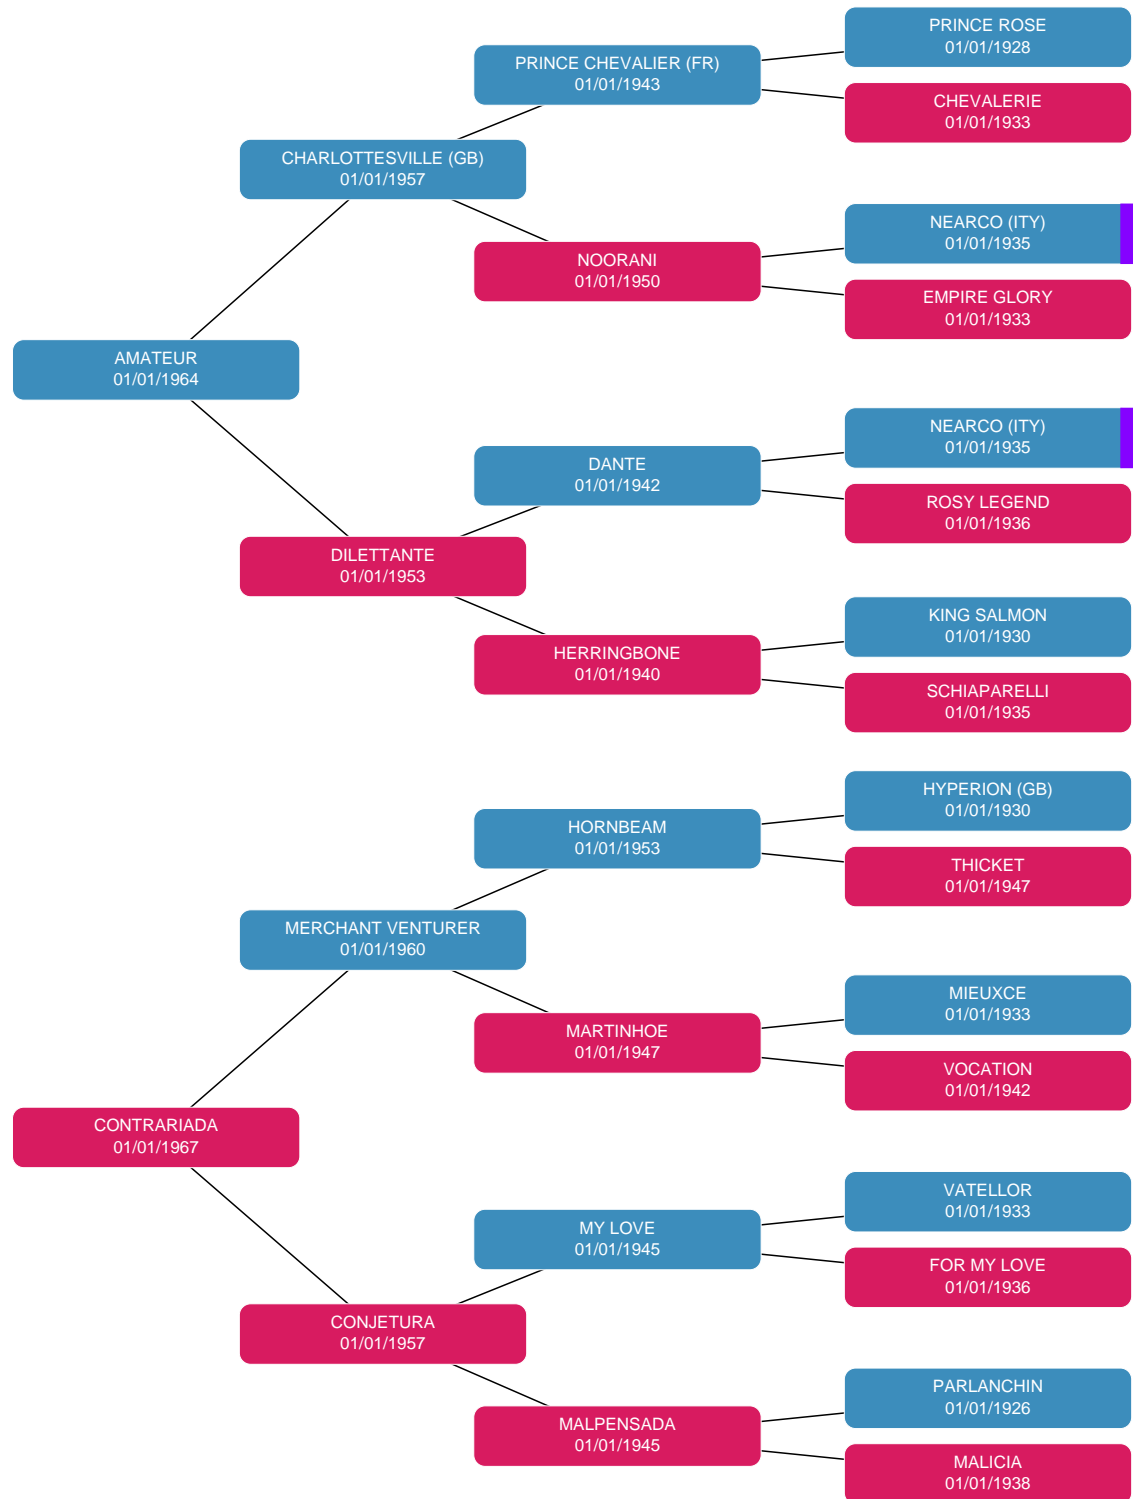 PRINCE ROSE
01/01/1928
PRINCE CHEVALIER (FR)
01/01/1943
CHEVALERIE
01/01/1933
CHARLOTTESVILLE (GB)
01/01/1957
NEARCO (ITY)
01/01/1935
NOORANI
01/01/1950
EMPIRE GLORY
01/01/1933
AMATEUR
01/01/1964
NEARCO (ITY)
01/01/1935
DANTE
01/01/1942
ROSY LEGEND
01/01/1936
DILETTANTE
01/01/1953
KING SALMON
01/01/1930
HERRINGBONE
01/01/1940
SCHIAPARELLI
01/01/1935
HYPERION (GB)
01/01/1930
HORNBEAM
01/01/1953
THICKET
01/01/1947
MERCHANT VENTURER
01/01/1960
MIEUXCE
01/01/1933
MARTINHOE
01/01/1947
VOCATION
01/01/1942
CONTRARIADA
01/01/1967
VATELLOR
01/01/1933
MY LOVE
01/01/1945
FOR MY LOVE
01/01/1936
CONJETURA
01/01/1957
PARLANCHIN
01/01/1926
MALPENSADA
01/01/1945
MALICIA
01/01/1938